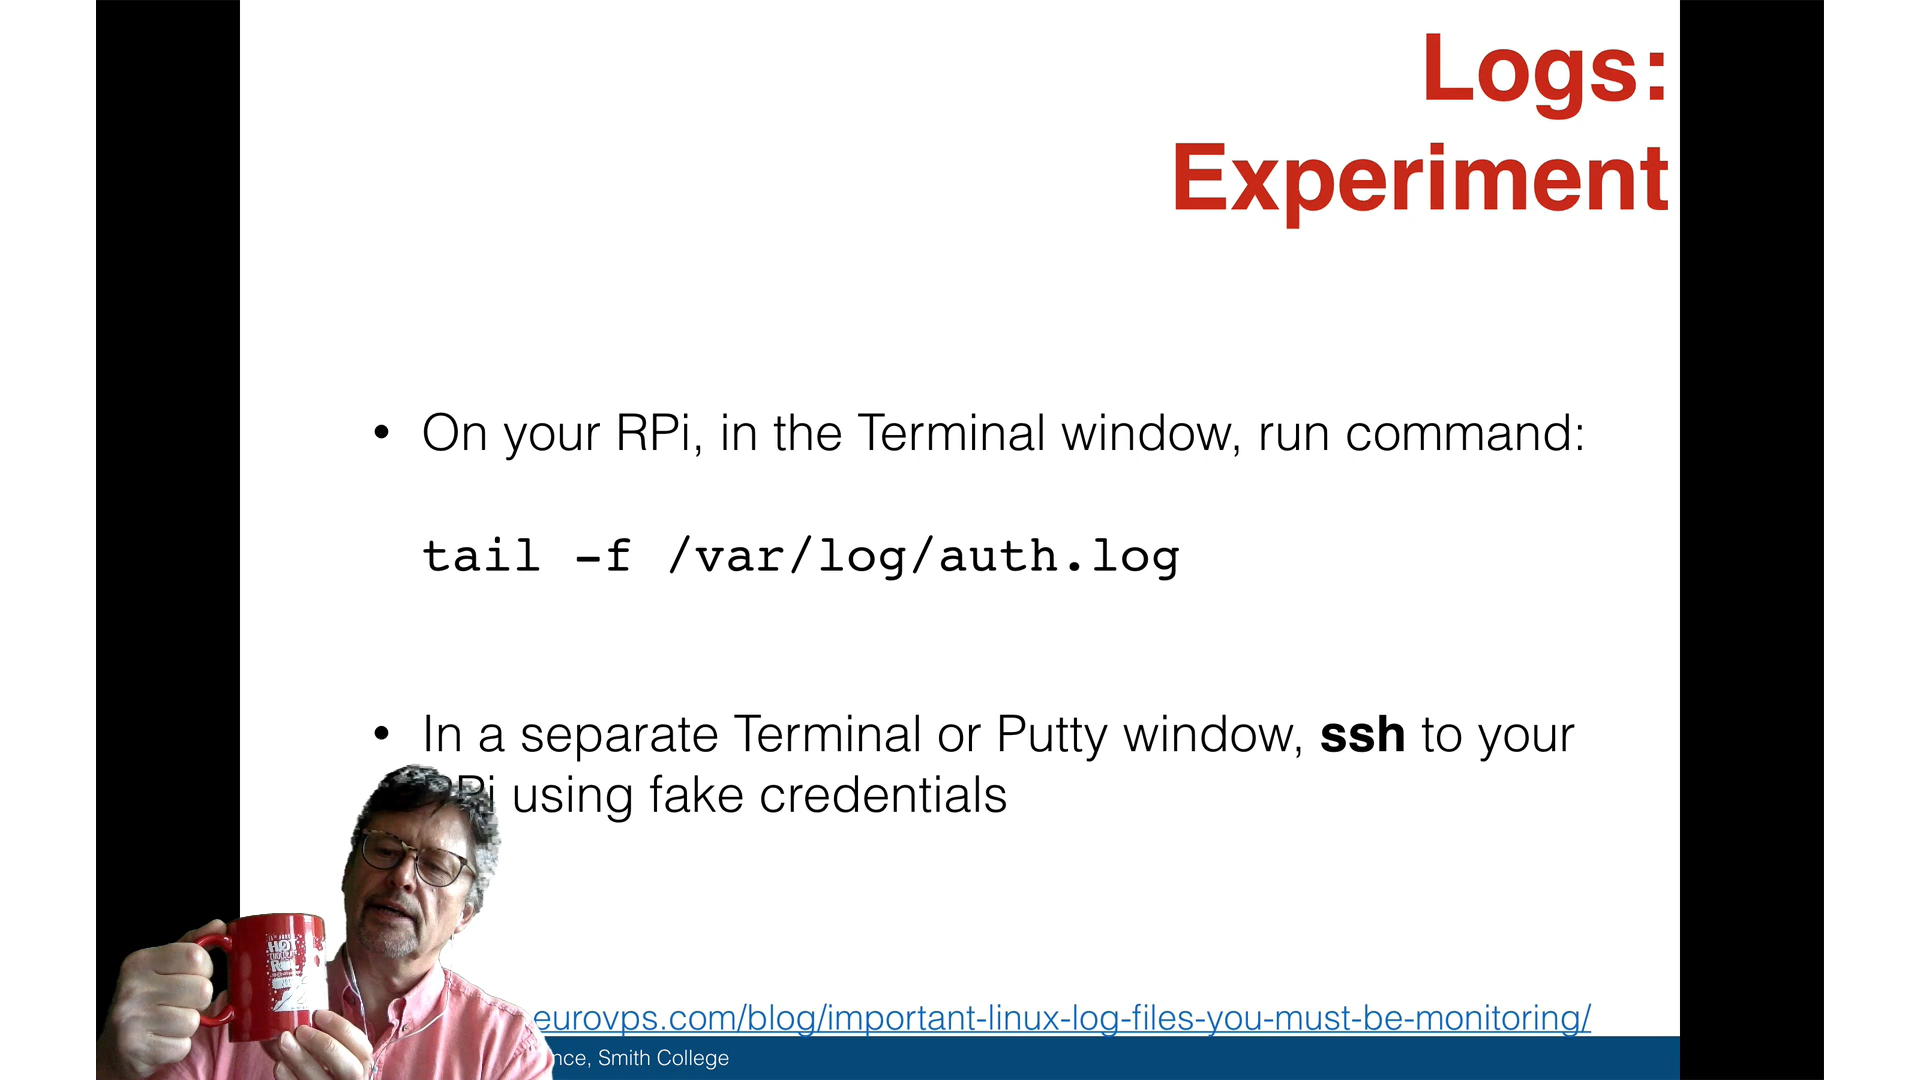 Logs:
Experiment
• On your RPi, in the Terminal window, run command:
tail -f /var/log/auth.log
• In a separate Terminal or Putty window, ssh to your
RPi using fake credentials
HOT
eurovps.com/blog/important-linux-log-files-you-must-be-monitoring/
nce, Smith College